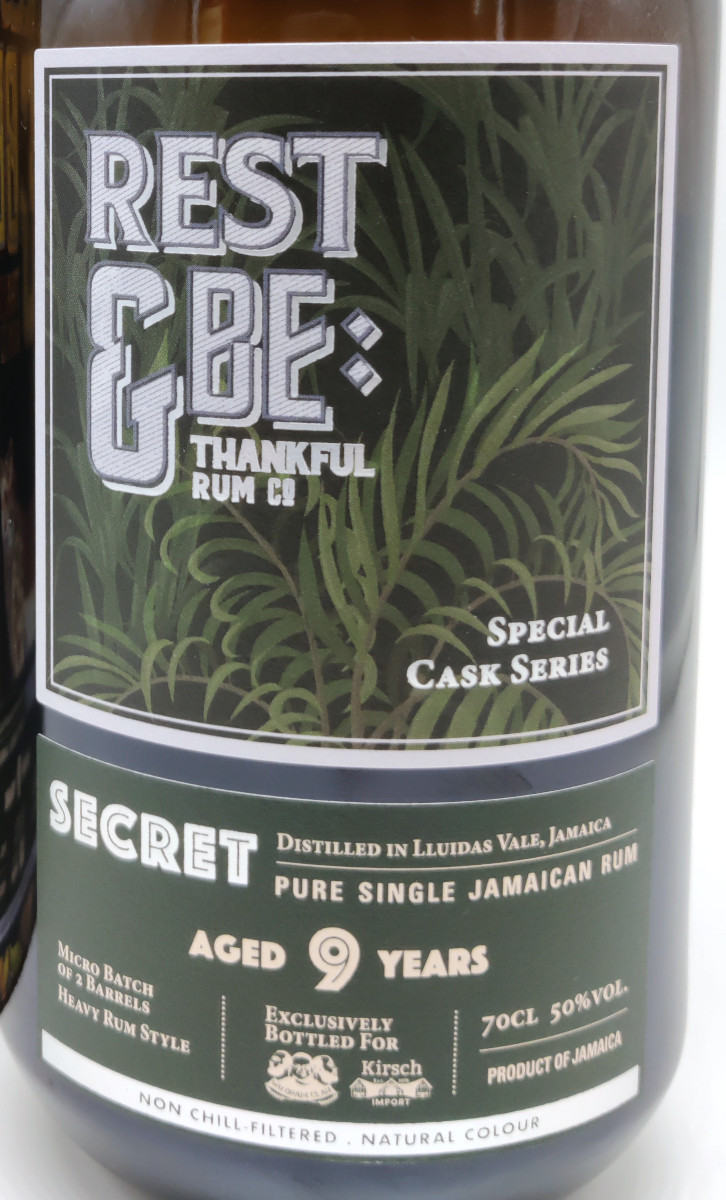 REST
& BE:
THANKFUL
RUM Cº
SPECIAL
CASK SERIES
SECRET
DISTILLED IN LLUIDAS VALE, JAMAICA
PURE SINGLE JAMAICAN RUM
AGED 9 YEARS
MICRO BATCH
OF 2 BARRELS
HEAVY RUM STYLE
EXCLUSIVELY
BOTTLED FOR
Kirsch
IMPORT
70CL 50%VOL.
PRODUCT OF JAMAICA
NON CHILL-FILTERED . NATURAL COLOUR